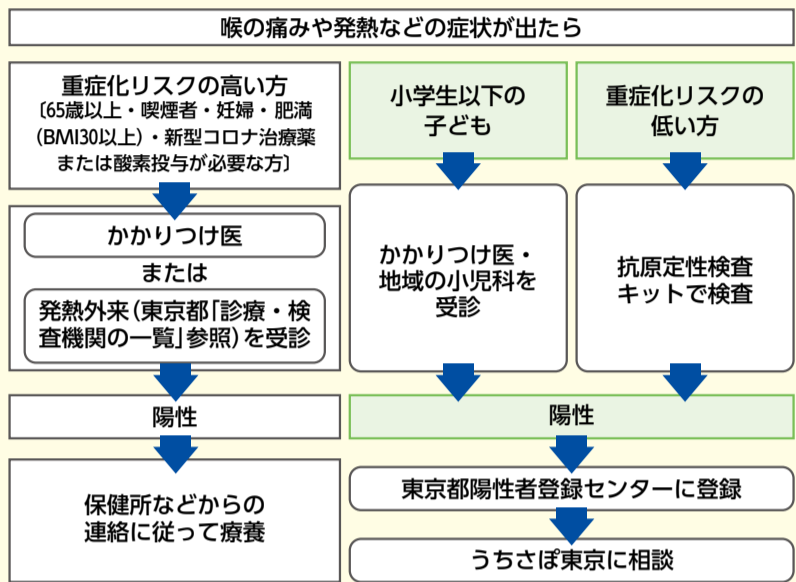 喉の痛みや発熱などの症状が出たら
重症化リスクの高い方
〔65歳以上・喫煙者・妊婦・肥満
(BMI30以上)・新型コロナ治療薬
または酸素投与が必要な方〕
かかりつけ医
または
発熱外来(東京都「診療・検
査機関の一覧」参照)を受診
陽性
保健所などからの
連絡に従って療養
小学生以下の
子ども
かかりつけ医・
地域の小児科を
受診
重症化リスクの
低い方
抗原定性検査
キットで検査
陽性
東京都陽性者登録センターに登録
うちさぽ東京に相談